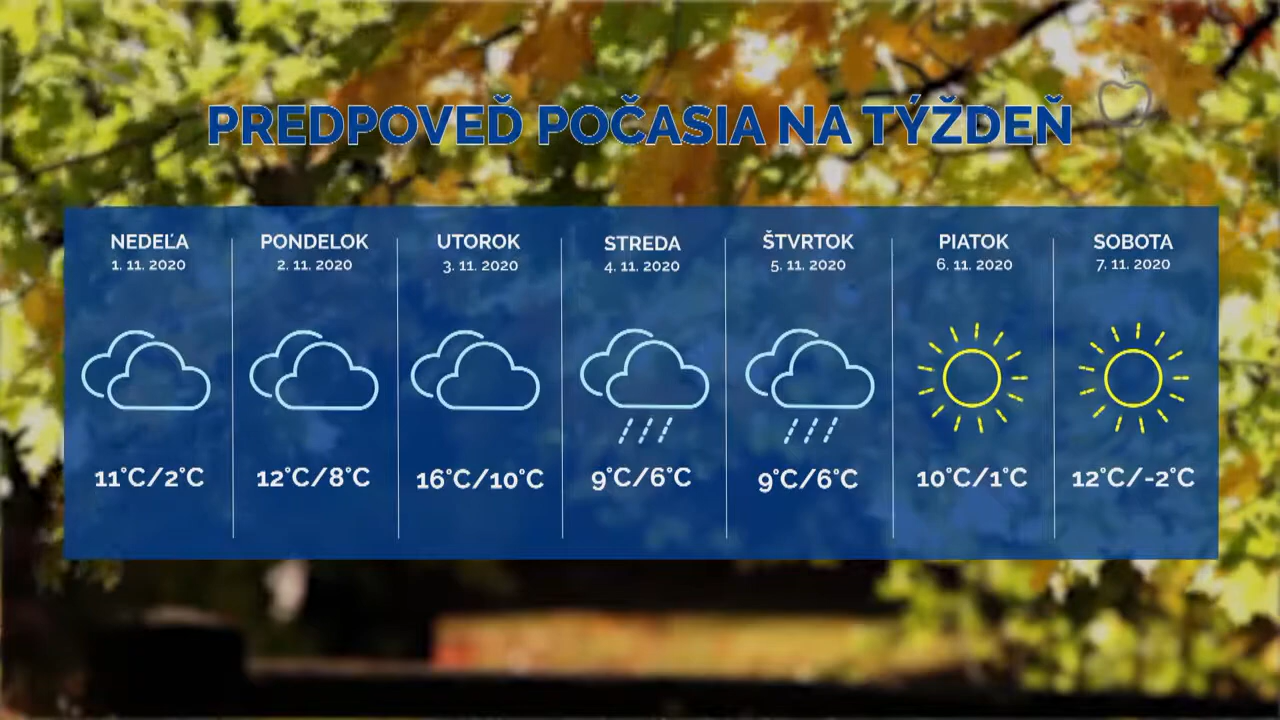 PREDPOVEĎ POČASIA NA TÝŽDEŇ
NEDEĽA
1. 11. 2020
11°C/2°C
PONDELOK
2. 11. 2020
12°C/8°C
UTOROK
3. 11. 2020
16°C/10°C
STREDA
4. 11. 2020
9°C/6°C
ŠTVRTOK
5. 11. 2020
9°C/6°C
PIATOK
6. 11. 2020
10°C/1°C
SOBOTA
7. 11. 2020
12°C/-2°C